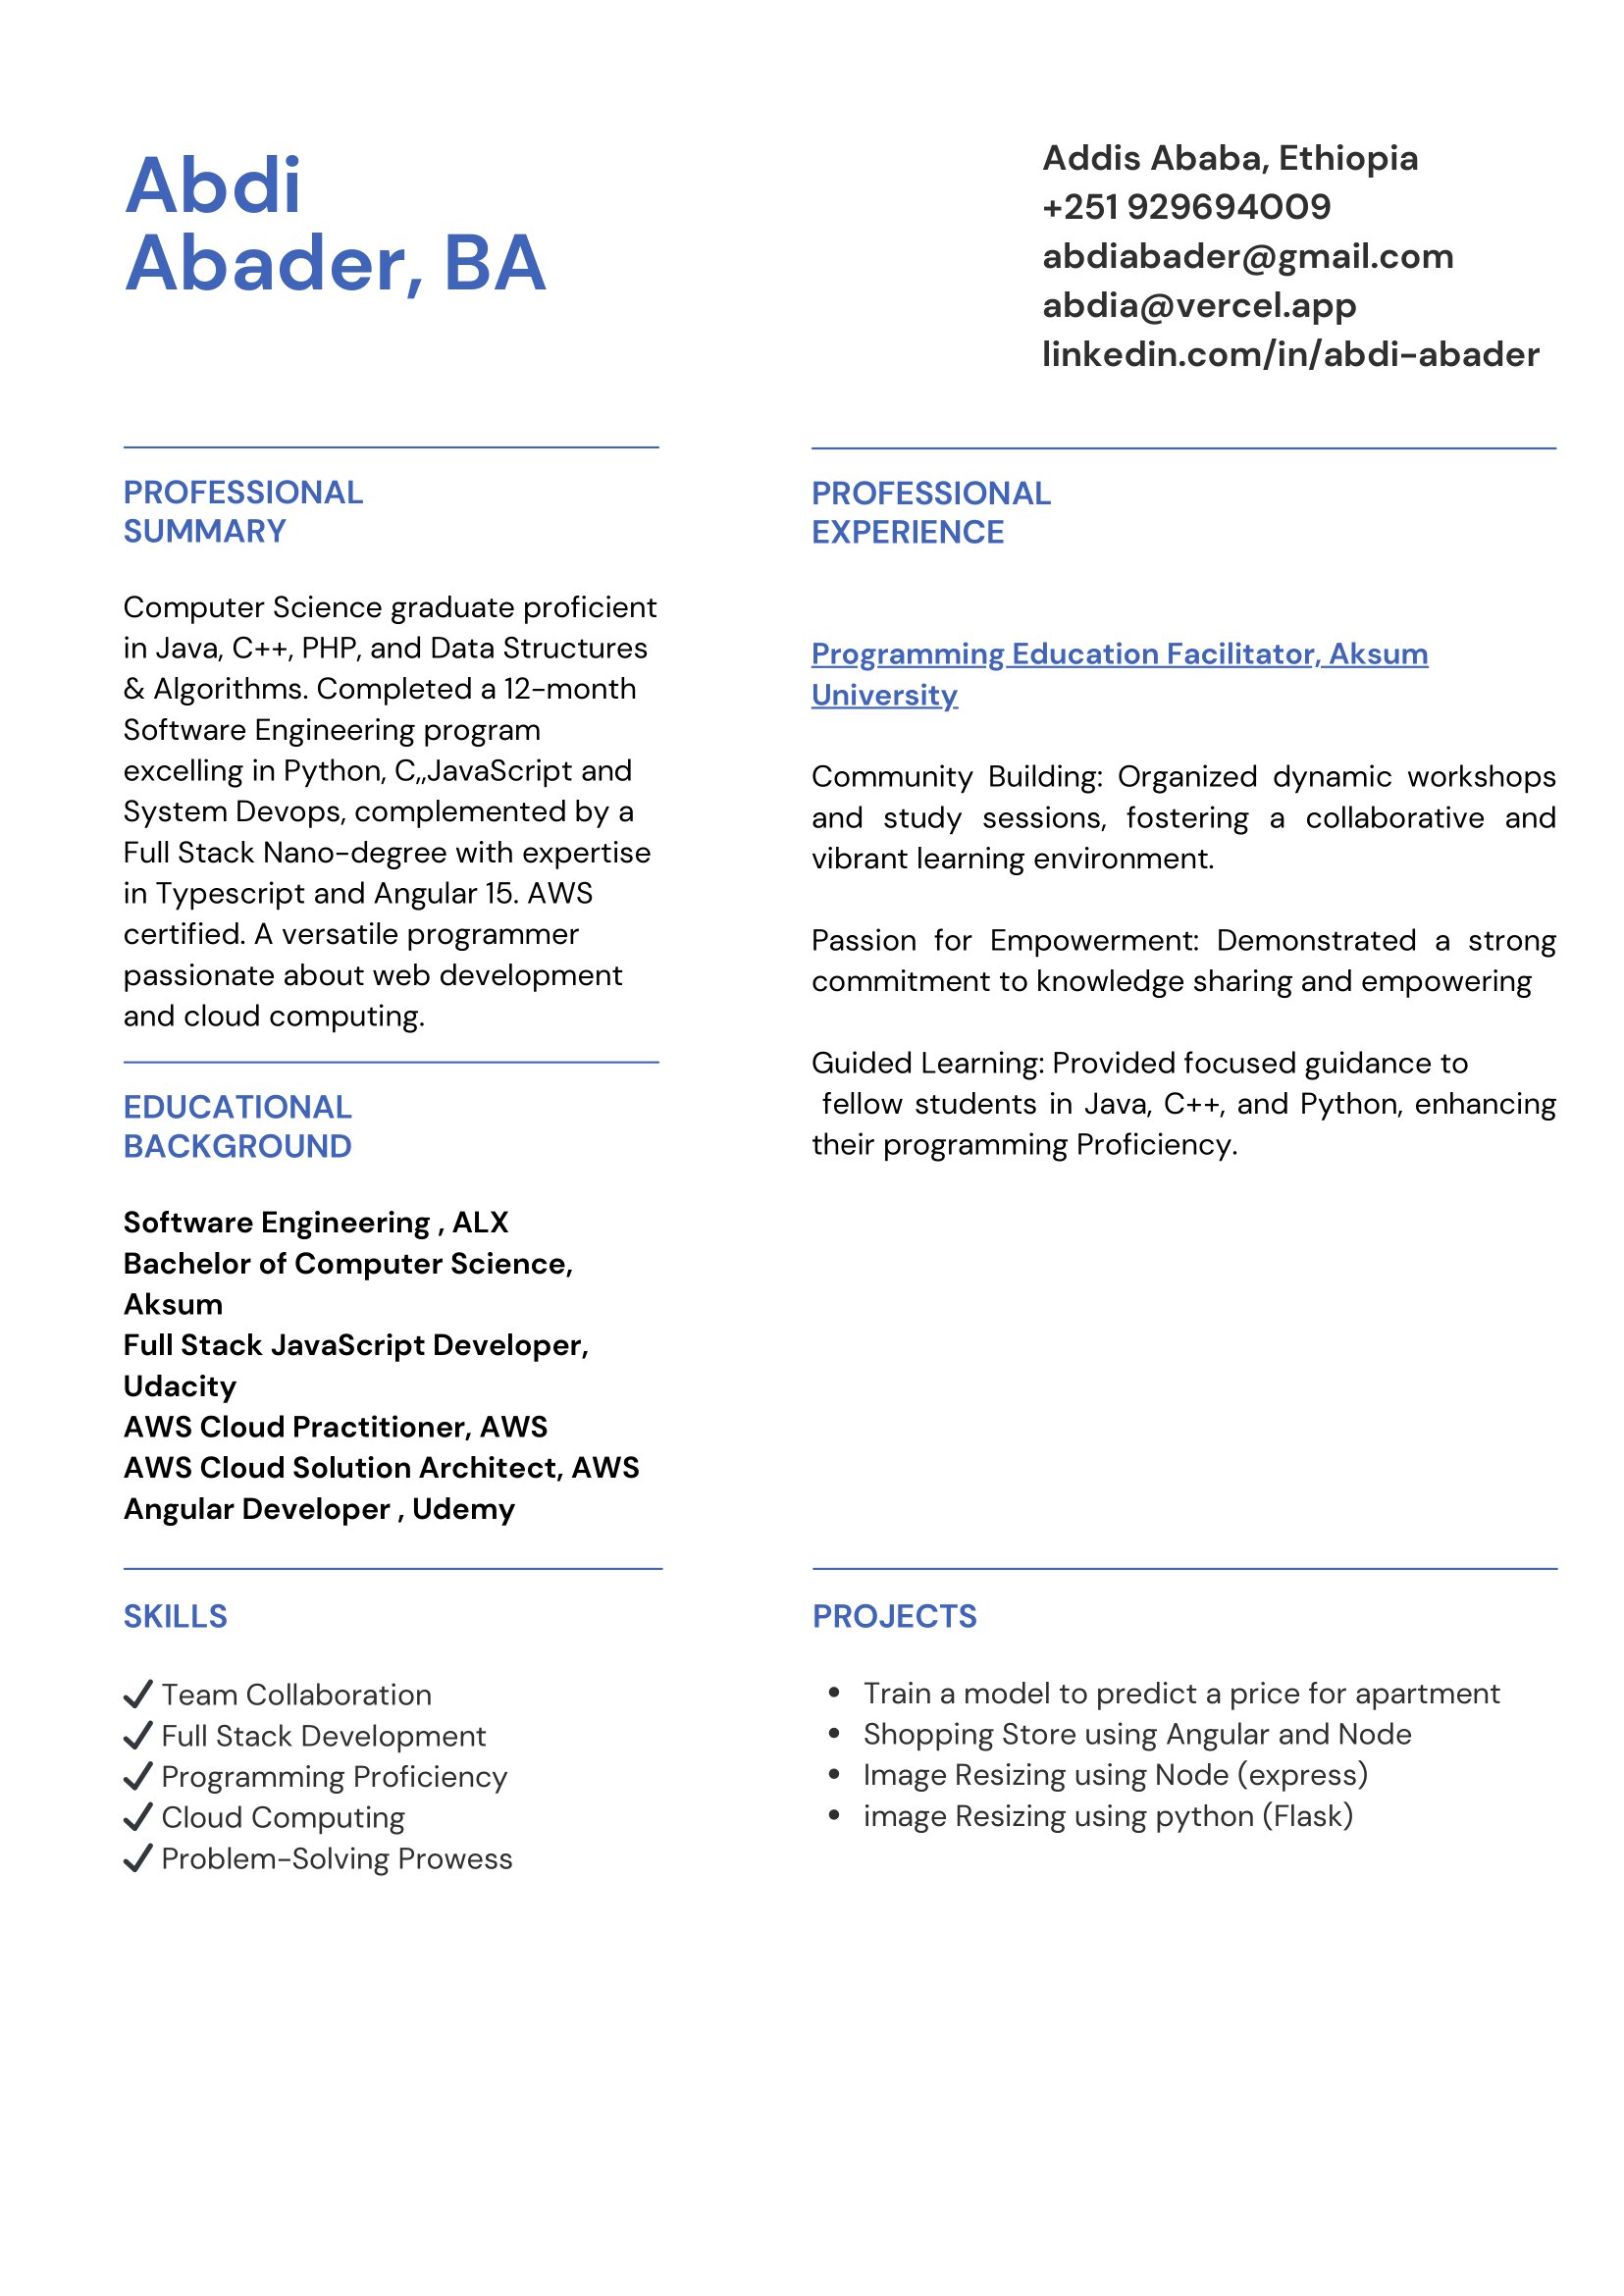 Abdi
Abader, BA
Addis Ababa, Ethiopia
+251 929694009
abdiabader@gmail.com
abdia@vercel.app
linkedin.com/in/abdi-abader
PROFESSIONAL
SUMMARY
Computer Science graduate proficient
in Java, C++, PHP, and Data Structures
& Algorithms. Completed a 12-month
Software Engineering program
excelling in Python, C,,JavaScript and
System Devops, complemented by a
Full Stack Nano-degree with expertise
in Typescript and Angular 15. AWS
certified. A versatile programmer
passionate about web development
and cloud computing.
EDUCATIONAL
BACKGROUND
Software Engineering , ALX
Bachelor of Computer Science,
Aksum
Full Stack JavaScript Developer,
Udacity
AWS Cloud Practitioner, AWS
AWS Cloud Solution Architect, AWS
Angular Developer , Udemy
SKILLS
✓ Team Collaboration
✓ Full Stack Development
✓ Programming Proficiency
✓ Cloud Computing
✓ Problem-Solving Prowess
PROFESSIONAL
EXPERIENCE
Programming Education Facilitator, Aksum
University
Community Building: Organized dynamic workshops
and study sessions, fostering a collaborative and
vibrant learning environment.
Passion for Empowerment: Demonstrated a strong
commitment to knowledge sharing and empowering
Guided Learning: Provided focused guidance to
fellow students in Java, C++, and Python, enhancing
their programming Proficiency.
PROJECTS
• Train a model to predict a price for apartment
• Shopping Store using Angular and Node
• Image Resizing using Node (express)
• image Resizing using python (Flask)